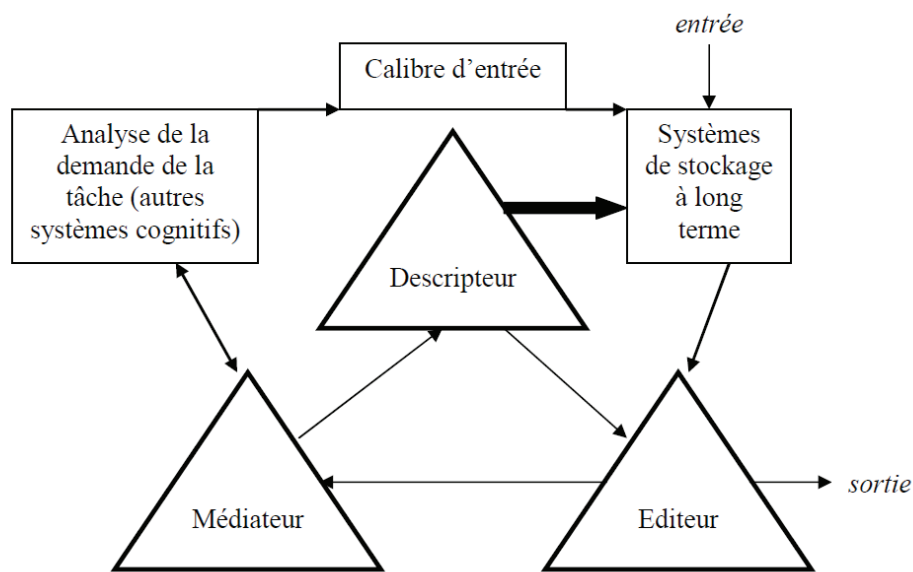 entrée
Calibre d’entrée
Analyse de la
demande de la
tâche (autres
systèmes cognitifs)
Systèmes
de stockage
à long
terme
Descripteur
Médiateur
Editeur
sortie